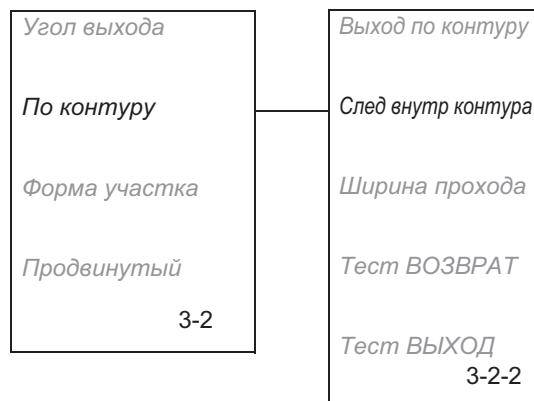 Угол выхода
По контуру
Форма участка
Продвинутый
3-2
Выход по контуру
След внутр контура
Ширина прохода
Тест ВОЗВРАТ
Тест ВЫХОД
3-2-2